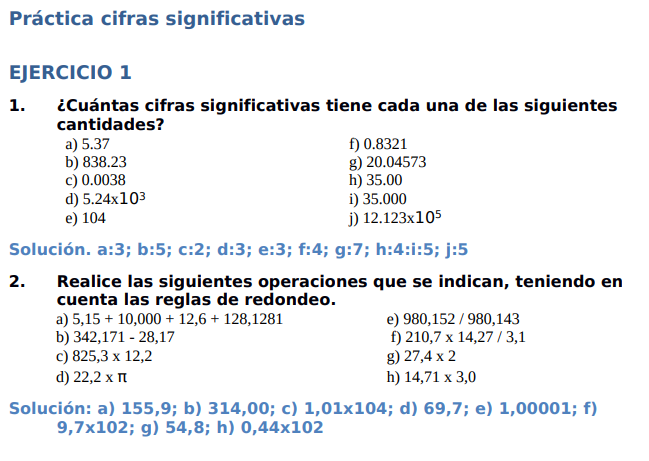 Práctica cifras significativas
EJERCICIO 1
1. ¿Cuántas cifras significativas tiene cada una de las siguientes
cantidades?
a) 5.37
b) 838.23
c) 0.0038
d) 5.24x10³
e) 104
f) 0.8321
g) 20.04573
h) 35.00
i) 35.000
j) 12.123x10⁵
Solución. a:3; b:5; c:2; d:3; e:3; f:4; g:7; h:4:i:5; j:5
2. Realice las siguientes operaciones que se indican, teniendo en
cuenta las reglas de redondeo.
a) 5,15 + 10,000 + 12,6 + 128,1281
b) 342,171 - 28,17
c) 825,3 x 12,2
d) 22,2 x π
e) 980,152 / 980,143
f) 210,7 x 14,27 / 3,1
g) 27,4 x 2
h) 14,71 x 3,0
Solución: a) 155,9; b) 314,00; c) 1,01x104; d) 69,7; e) 1,00001; f)
9,7x102; g) 54,8; h) 0,44x102